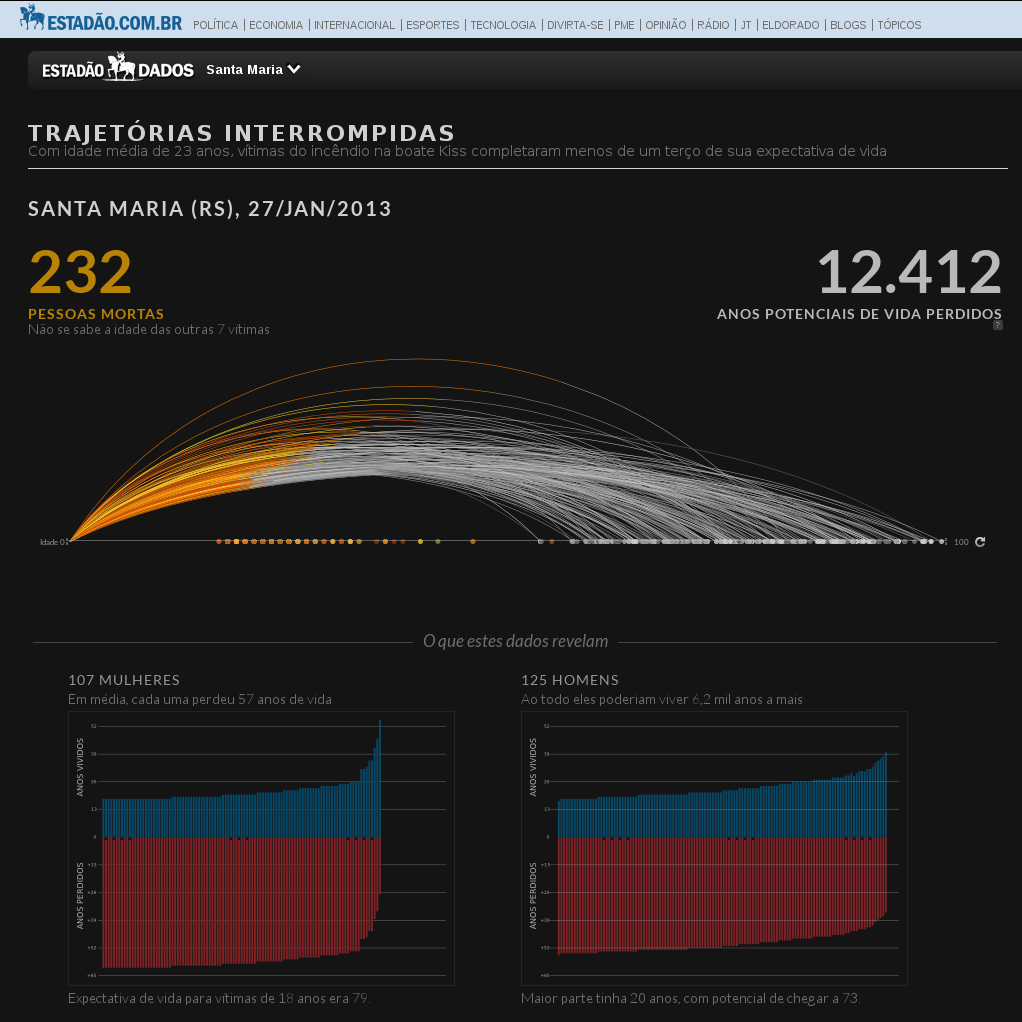 ESTADÃO.COM.BR POLÍTICA | ECONOMIA | INTERNACIONAL | ESPORTES | TECNOLOGIA | DIVIRTA-SE | PME | OPINIÃO | RÁDIO | JT | ELDORADO | BLOGS | TÓPICOS
ESTADÃO DADOS Santa Maria
TRAJETÓRIAS INTERROMPIDAS
Com idade média de 23 anos, vítimas do incêndio na boate Kiss completaram menos de um terço de sua expectativa de vida
SANTA MARIA (RS), 27/JAN/2013
232
PESSOAS MORTAS
Não se sabe a idade das outras 7 vítimas
12.412
ANOS POTENCIAIS DE VIDA PERDIDOS
?
Idade 0
100
O que estes dados revelam
107 MULHERES
Em média, cada uma perdeu 57 anos de vida
ANOS VIVIDOS
52
39
26
13
0
ANOS PERDIDOS
+13
+26
+39
+52
+65
Expectativa de vida para vítimas de 18 anos era 79.
125 HOMENS
Ao todo eles poderiam viver 6,2 mil anos a mais
ANOS VIVIDOS
52
39
26
13
0
ANOS PERDIDOS
+13
+26
+39
+52
+65
Maior parte tinha 20 anos, com potencial de chegar a 73.